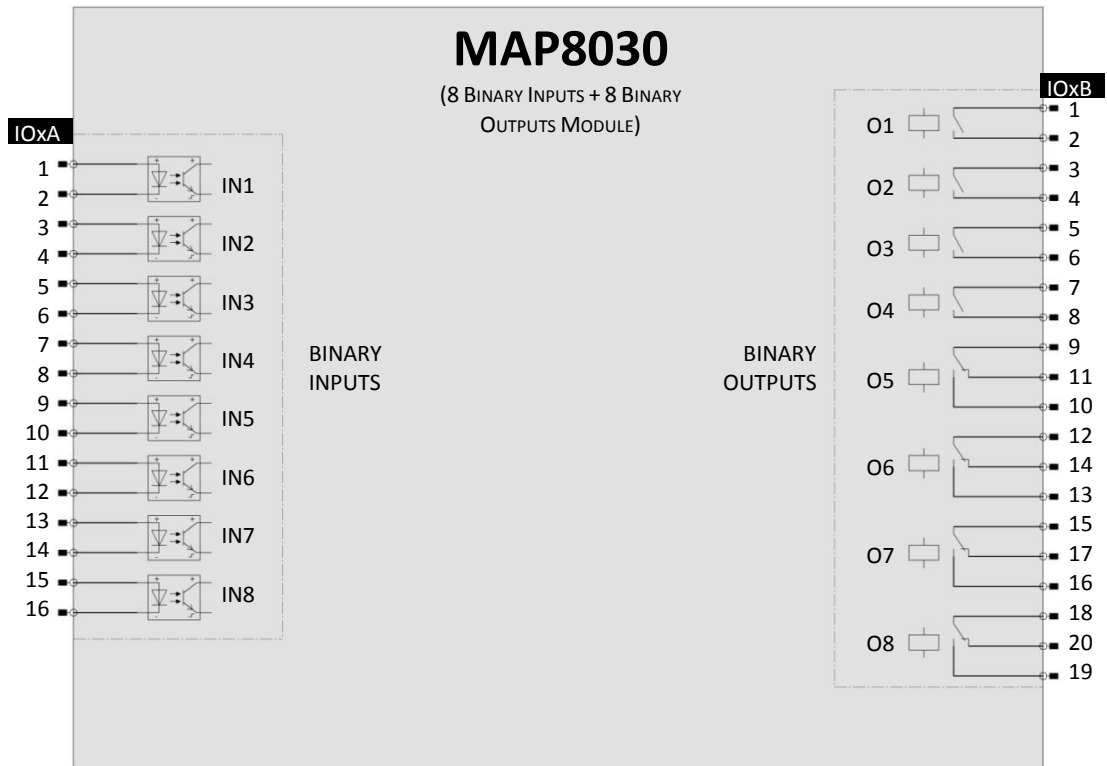 MAP8030
(8 BINARY INPUTS + 8 BINARY
OUTPUTS MODULE)
IOxA
1
2
IN1
3
4
IN2
5
6
IN3
7
8
IN4
9
10
IN5
11
12
IN6
13
14
IN7
15
16
IN8
BINARY
INPUTS
BINARY
OUTPUTS
IOxB
O1
1
2
O2
3
4
O3
5
6
O4
7
8
O5
9
11
10
O6
12
14
13
O7
15
17
16
O8
18
20
19